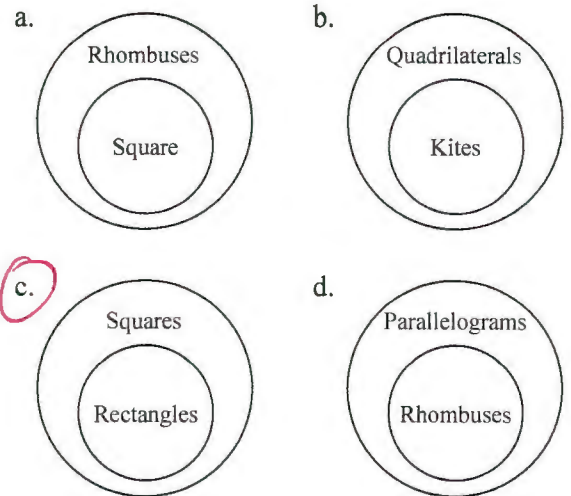 a.
Rhombuses
Square
b.
Quadrilaterals
Kites
c.
Squares
Rectangles
d.
Parallelograms
Rhombuses